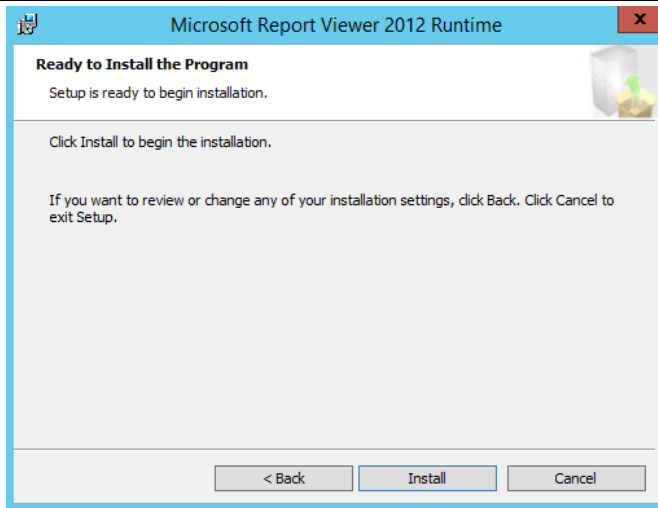 Microsoft Report Viewer 2012 Runtime
x
Ready to Install the Program
Setup is ready to begin installation.
Click Install to begin the installation.
If you want to review or change any of your installation settings, click Back. Click Cancel to
exit Setup.
< Back Install Cancel